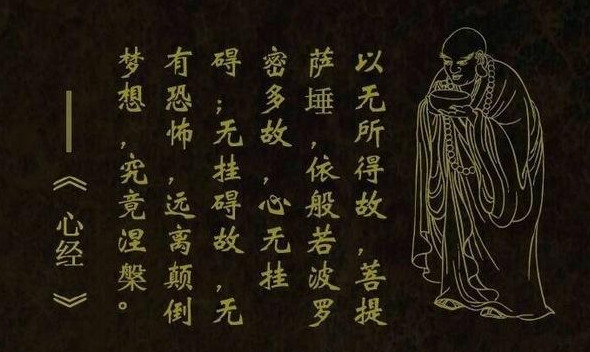 以无所得故，菩提
萨埵，依般若波罗
密多故，心无挂
碍；无挂碍故，无
有恐怖，远离颠倒
梦想，究竟涅槃。
——《心经》